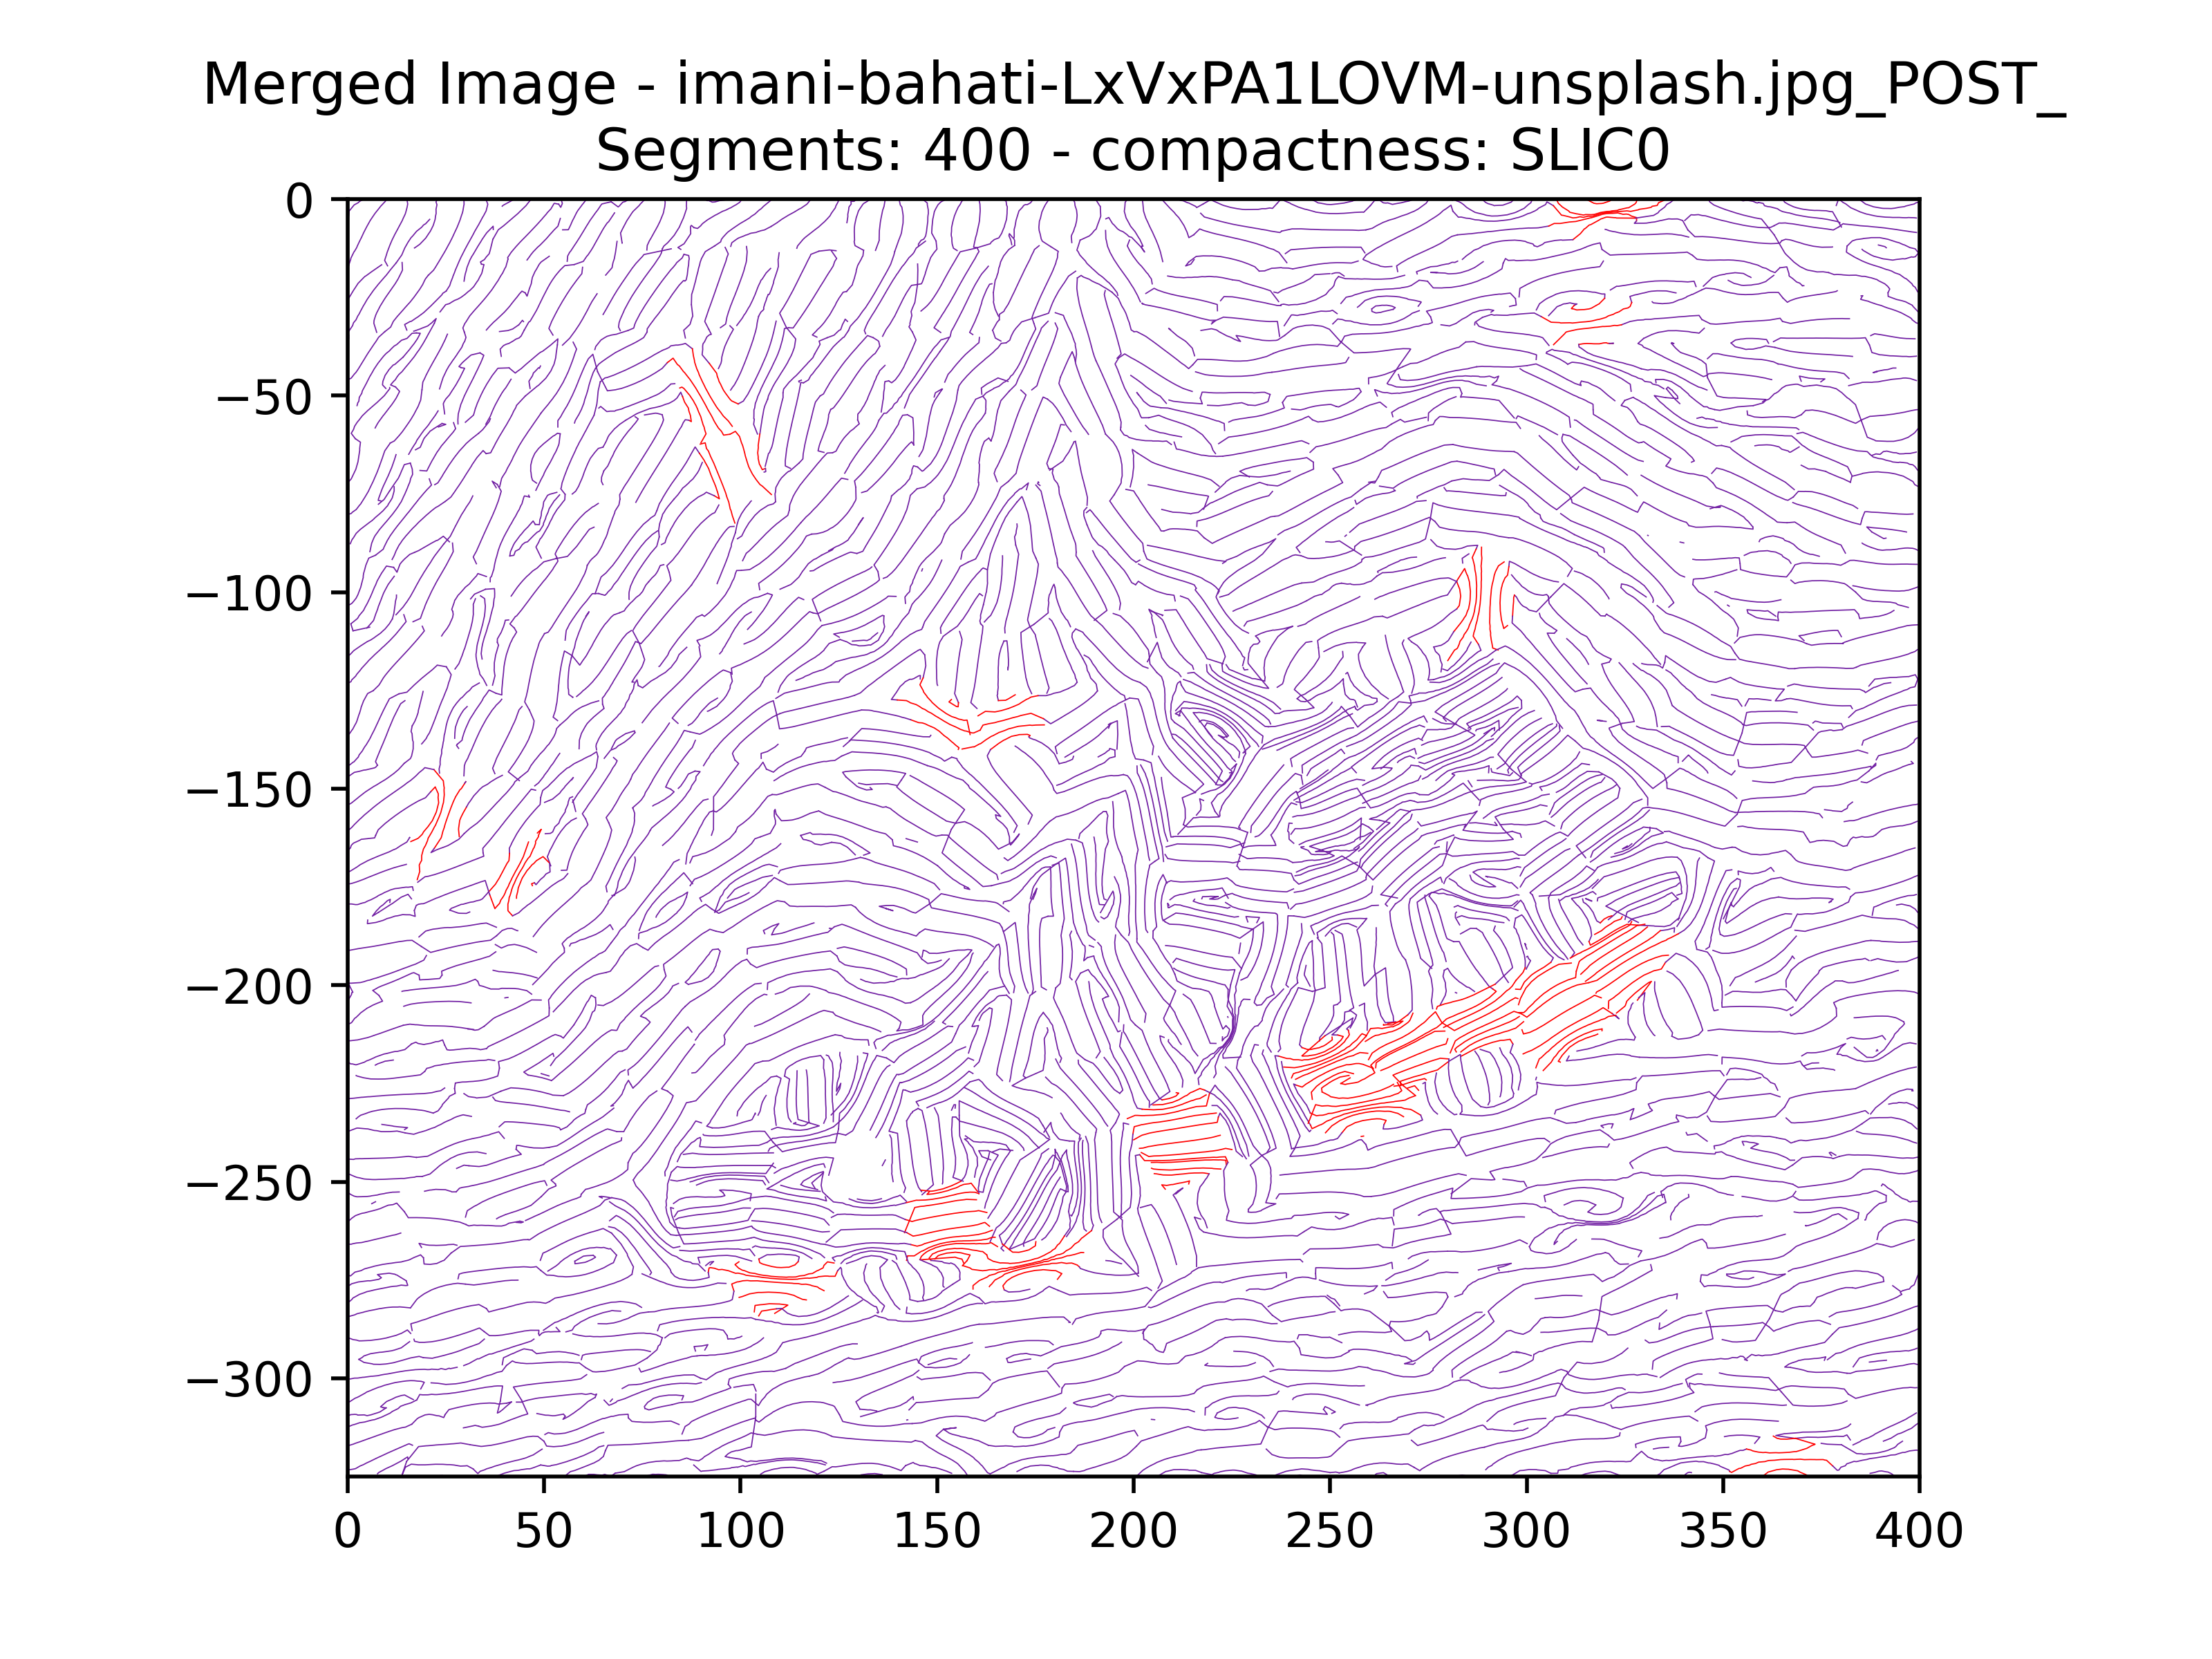 Merged Image - imani-bahati-LxVxPA1LOVM-unsplash.jpg_POST_
Segments: 400 - compactness: SLIC0
0
−50
−100
−150
−200
−250
−300
0 50 100 150 200 250 300 350 400